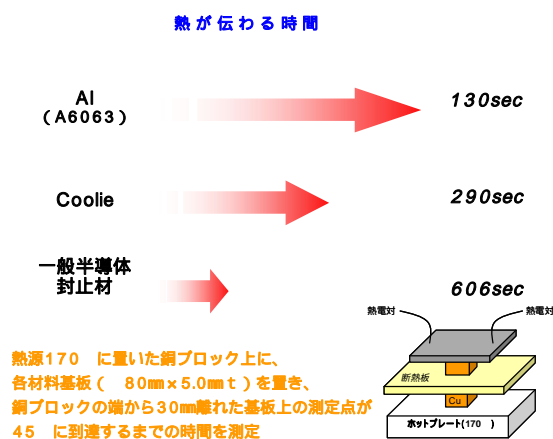 熱が伝わる時間
Al
(A6063)
130sec
Coolie
290sec
一般半導体
封止材
606sec
熱電対
熱電対
断熱板
Cu
ホットプレート(170 )
熱源170 に置いた銅ブロック上に、
各材料基板( 80mm×5.0mmt)を置き、
銅ブロックの端から30mm離れた基板上の測定点が
45 に到達するまでの時間を測定